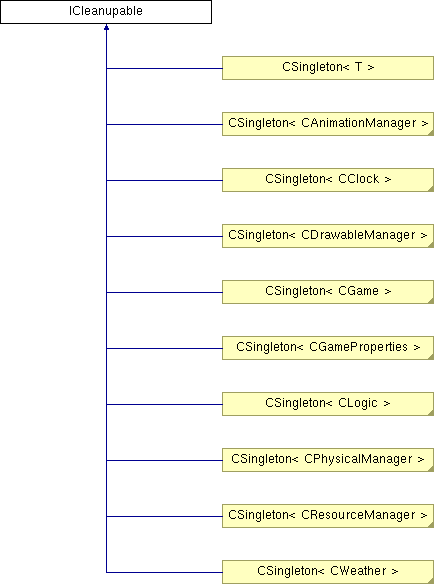 ICleanupable
CSingleton< T >
CSingleton< CAnimationManager >
CSingleton< CClock >
CSingleton< CDrawableManager >
CSingleton< CGame >
CSingleton< CGameProperties >
CSingleton< CLogic >
CSingleton< CPhysicalManager >
CSingleton< CResourceManager >
CSingleton< CWeather >